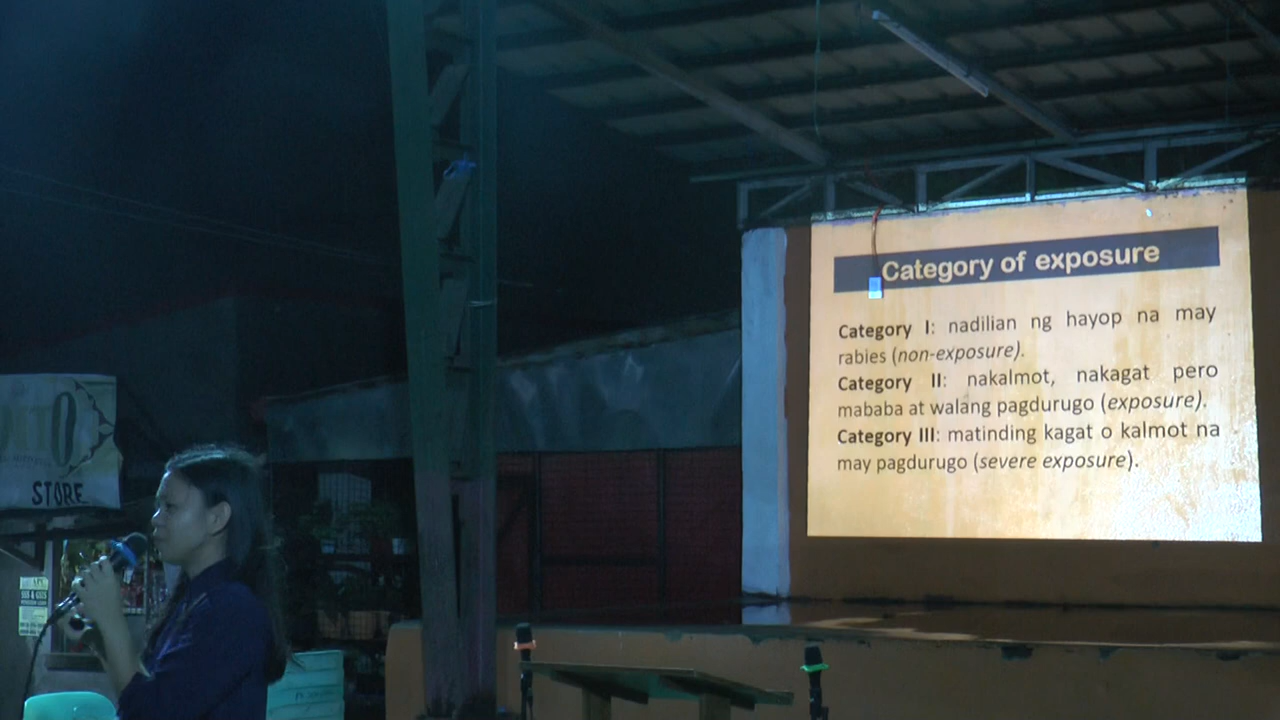 Category of exposure
Category I: nadilian ng hayop na may
rabies (non-exposure).
Category II: nakalmot, nakagat pero
mababa at walang pagdurugo (exposure).
Category III: matinding kagat o kalmot na
may pagdurugo (severe exposure).
STORE